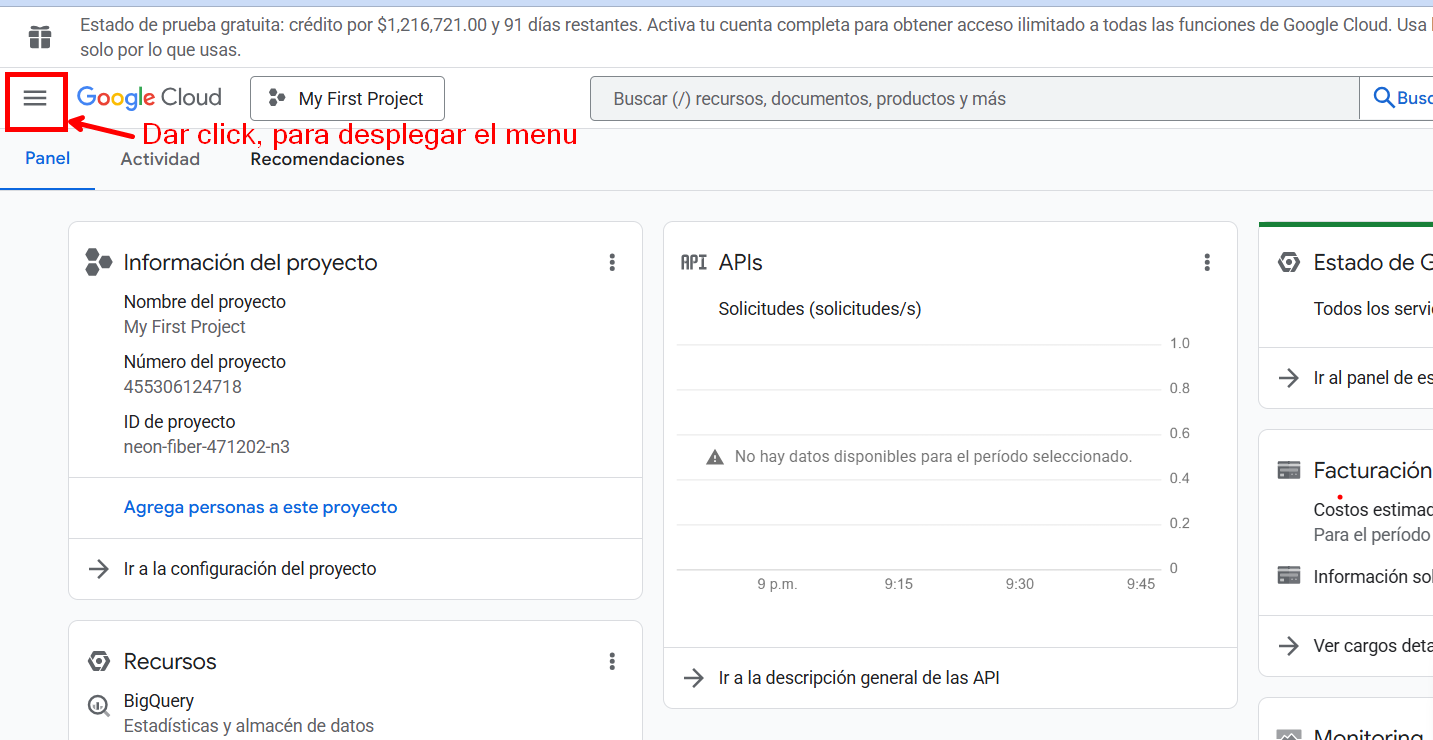 Estado de prueba gratuita: crédito por $1,216,721.00 y 91 días restantes. Activa tu cuenta completa para obtener acceso ilimitado a todas las funciones de Google Cloud. Usa
solo por lo que usas.
Google Cloud
My First Project
Buscar (/) recursos, documentos, productos y más
Busc
Dar click, para desplegar el menu
Panel
Actividad
Recomendaciones
Información del proyecto
Nombre del proyecto
My First Project
Número del proyecto
455306124718
ID de proyecto
neon-fiber-471202-n3
Agrega personas a este proyecto
Ir a la configuración del proyecto
Recursos
BigQuery
Estadísticas y almacén de datos
API APIs
Solicitudes (solicitudes/s)
1.0
0.8
0.6
No hay datos disponibles para el período seleccionado.
0.4
0.2
0
9 p.m. 9:15 9:30 9:45
Ir a la descripción general de las API
Estado de G
Todos los servi
Ir al panel de es
Facturación
Costos estimad
Para el período
Información sol
Ver cargos deta
Monitoring